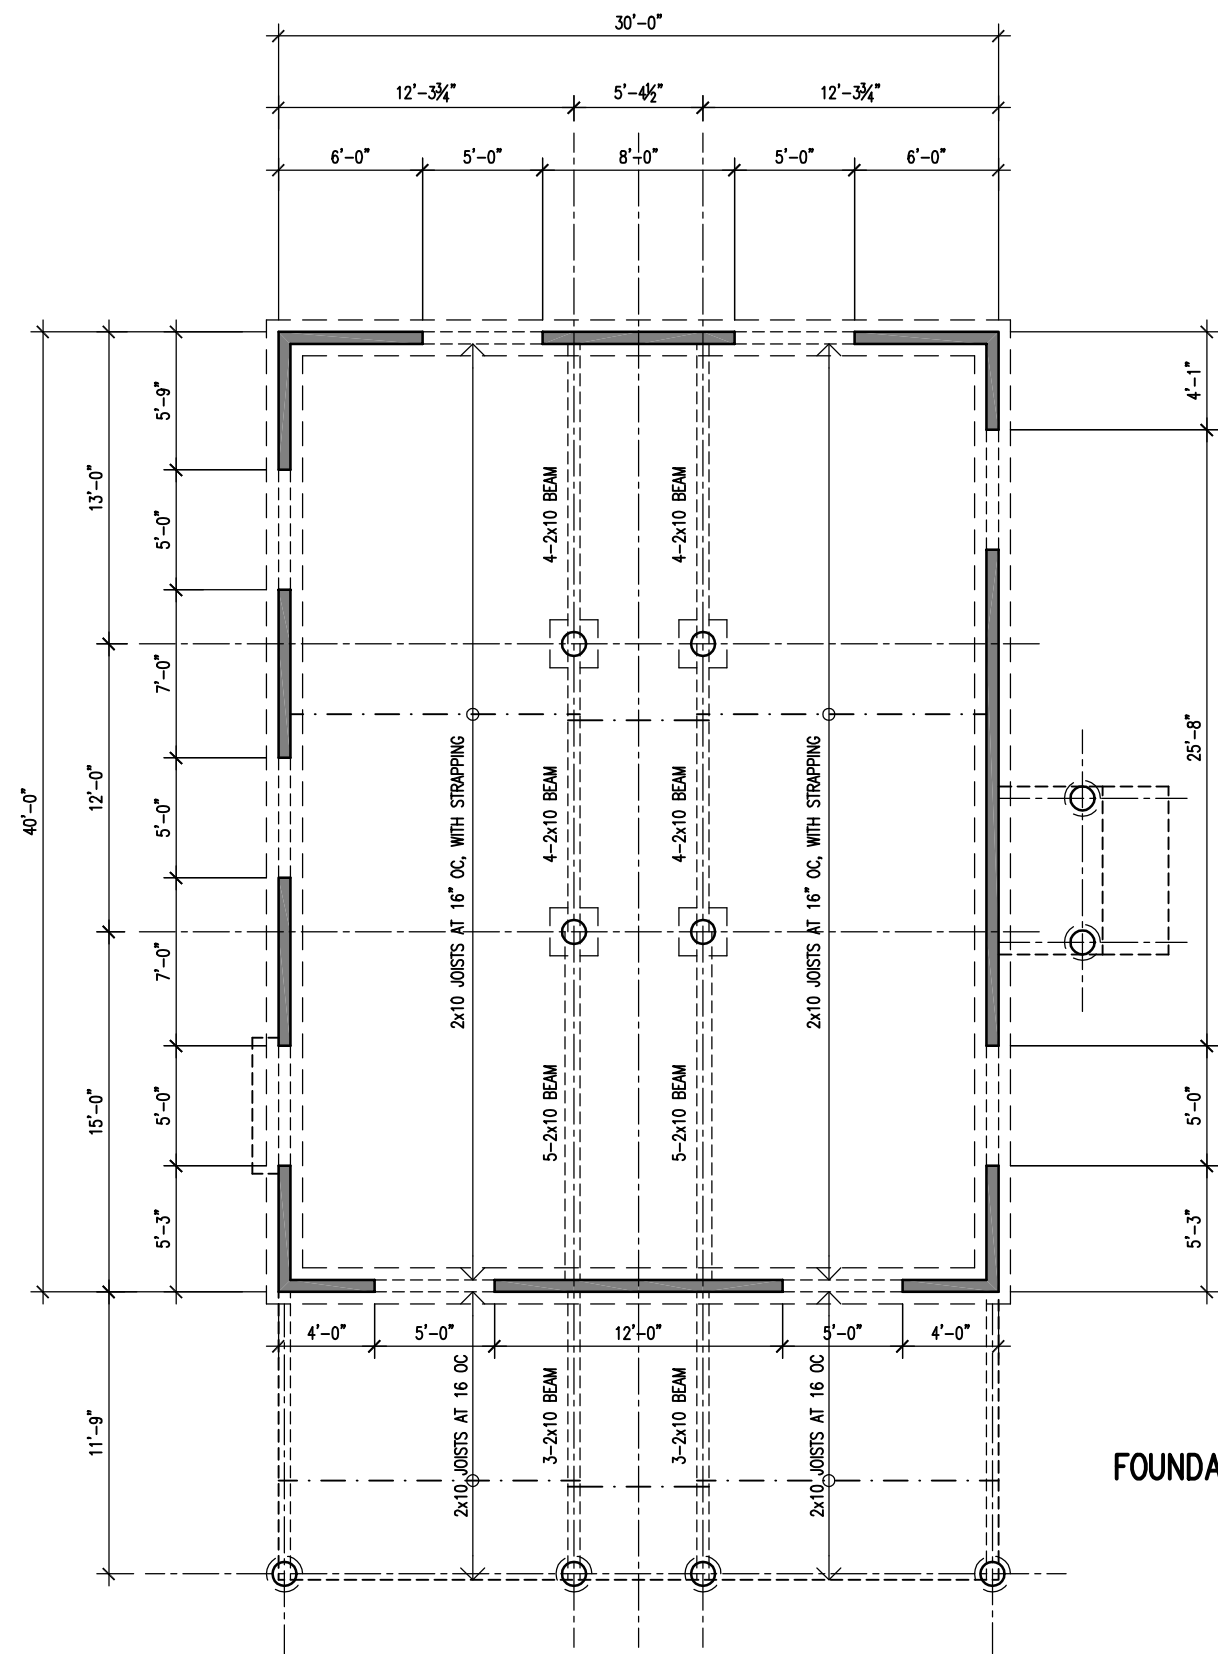 30'-0"
12'-3¾" 5'-4½" 12'-3¾"
6'-0" 5'-0" 8'-0" 5'-0" 6'-0"
40'-0"
13'-0"
12'-0"
15'-0"
11'-9"
5'-9"
5'-0"
7'-0"
5'-0"
7'-0"
5'-0"
5'-3"
4-2x10 BEAM
4-2x10 BEAM
4-2x10 BEAM
4-2x10 BEAM
2x10 JOISTS AT 16" OC, WITH STRAPPING
2x10 JOISTS AT 16" OC, WITH STRAPPING
5-2x10 BEAM
5-2x10 BEAM
4'-1"
25'-8"
5'-0"
5'-3"
4'-0" 5'-0" 12'-0" 5'-0" 4'-0"
2x10 JOISTS AT 16 OC
3-2x10 BEAM
3-2x10 BEAM
2x10 JOISTS AT 16 OC
FOUNDA